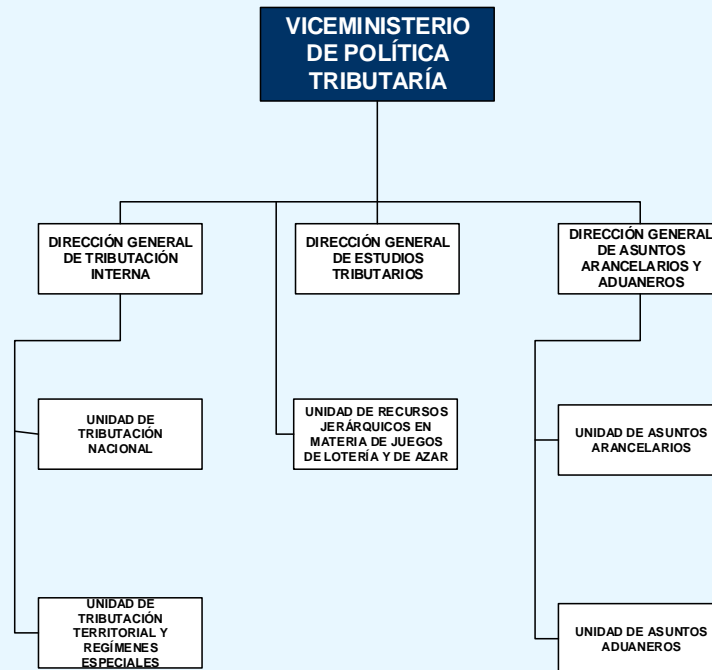 VICEMINISTERIO
DE POLÍTICA
TRIBUTARÍA
DIRECCIÓN GENERAL
DE TRIBUTACIÓN
INTERNA
DIRECCIÓN GENERAL
DE ESTUDIOS
TRIBUTARIOS
DIRECCIÓN GENERAL
DE ASUNTOS
ARANCELARIOS Y
ADUANEROS
UNIDAD DE
TRIBUTACIÓN
NACIONAL
UNIDAD DE RECURSOS
JERÁRQUICOS EN
MATERIA DE JUEGOS
DE LOTERÍA Y DE AZAR
UNIDAD DE ASUNTOS
ARANCELARIOS
UNIDAD DE
TRIBUTACIÓN
TERRITORIAL Y
REGÍMENES
ESPECIALES
UNIDAD DE ASUNTOS
ADUANEROS